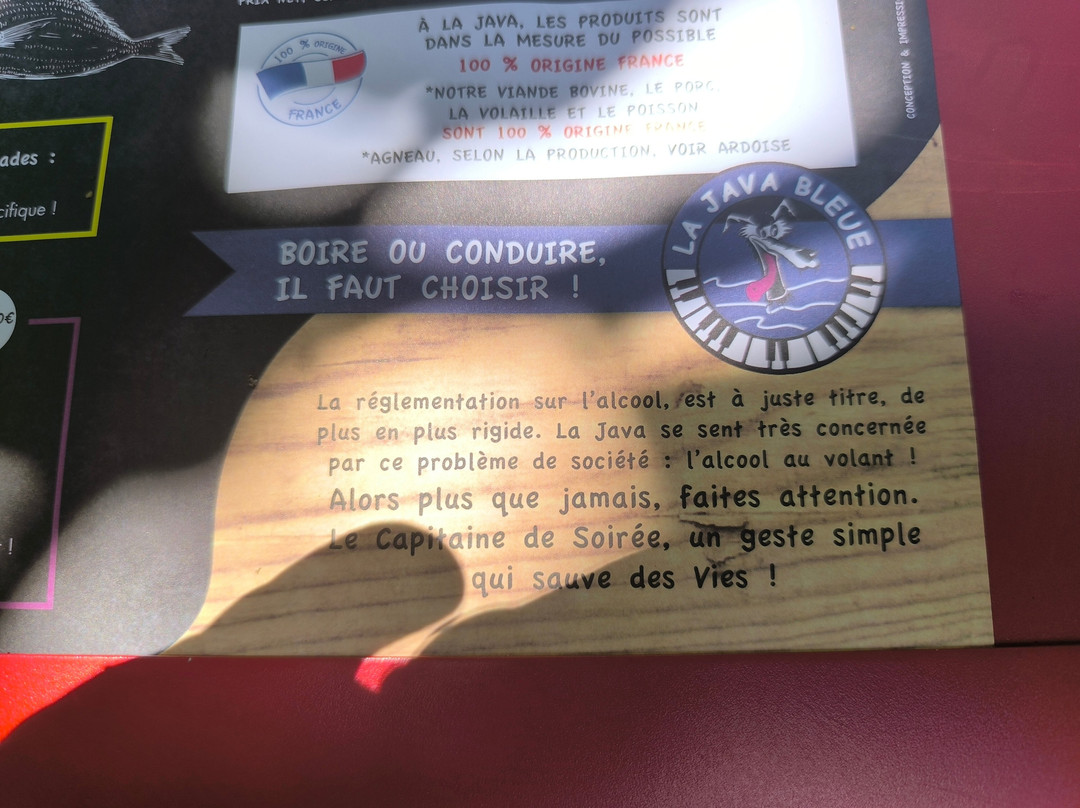 À LA JAVA, LES PRODUITS SONT
DANS LA MESURE DU POSSIBLE
100 % ORIGINE FRANCE
*NOTRE VIANDE BOVINE, LE PORC,
LA VOLAILLE ET LE POISSON
SONT 100 % ORIGINE FRANCE
*AGNEAU, SELON LA PRODUCTION, VOIR ARDOISE
100 % ORIGINE
FRANCE
CONCEPTION & IMPRESSI
ades :
cifique !
0€
BOIRE OU CONDUIRE,
IL FAUT CHOISIR !
LA JAVA BLEUE
La réglementation sur l'alcool, est à juste titre, de
plus en plus rigide. La Java se sent très concernée
par ce problème de société : l'alcool au volant !
Alors plus que jamais, faites attention.
Le Capitaine de Soirée, un geste simple
qui sauve des Vies !